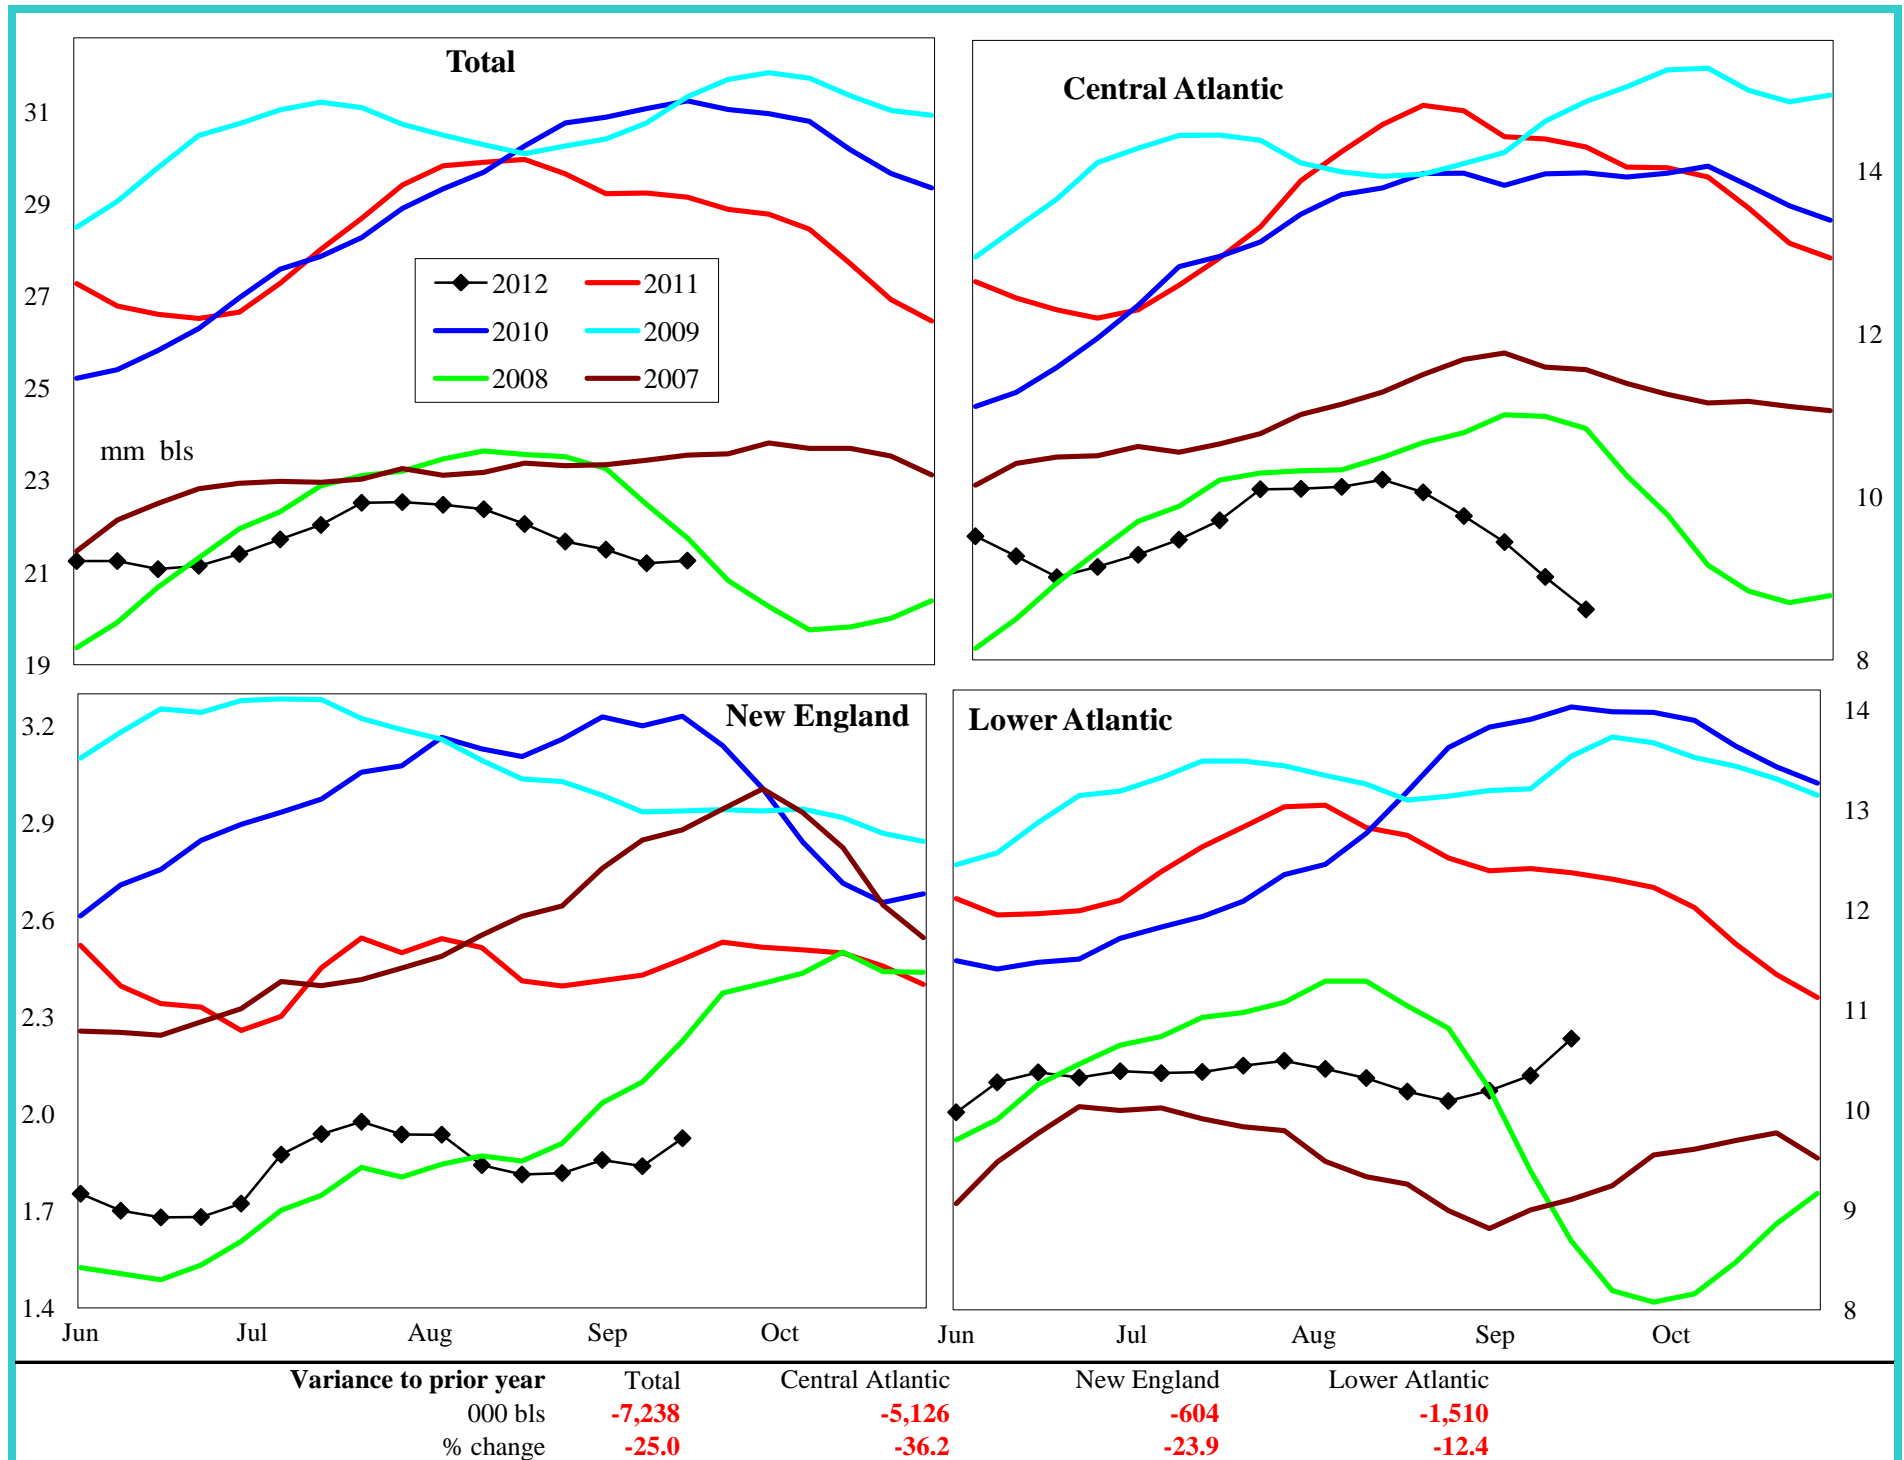 Total
31
29
27
25
23
21
19
mm bls
2012 2011
2010 2009
2008 2007
Central Atlantic
14
12
10
8
New England
3.2
2.9
2.6
2.3
2.0
1.7
1.4
Jun Jul Aug Sep Oct
Lower Atlantic
14
13
12
11
10
9
8
Jun Jul Aug Sep Oct
Variance to prior year Total Central Atlantic New England Lower Atlantic
000 bls -7,238 -5,126 -604 -1,510
% change -25.0 -36.2 -23.9 -12.4